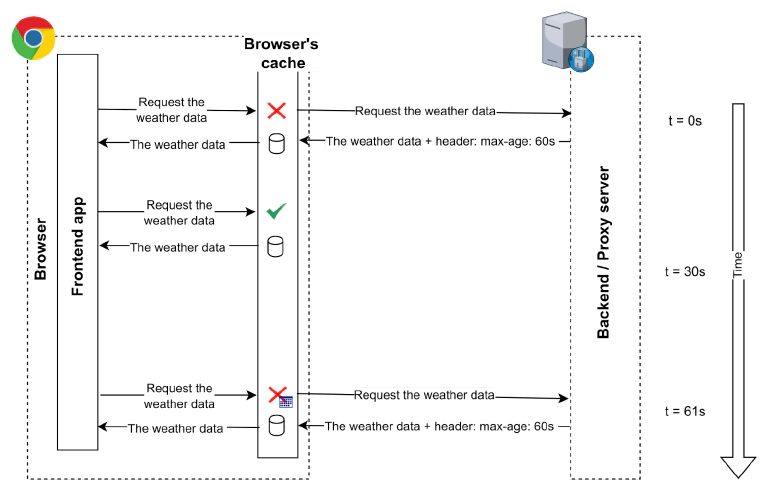 Browser's
cache
Request the
weather data
Request the weather data
t = 0s
The weather data
The weather data + header: max-age: 60s
Request the
weather data
The weather data
Browser
Frontend app
Backend / Proxy server
Time
t = 30s
Request the
weather data
Request the weather data
t = 61s
The weather data
The weather data + header: max-age: 60s